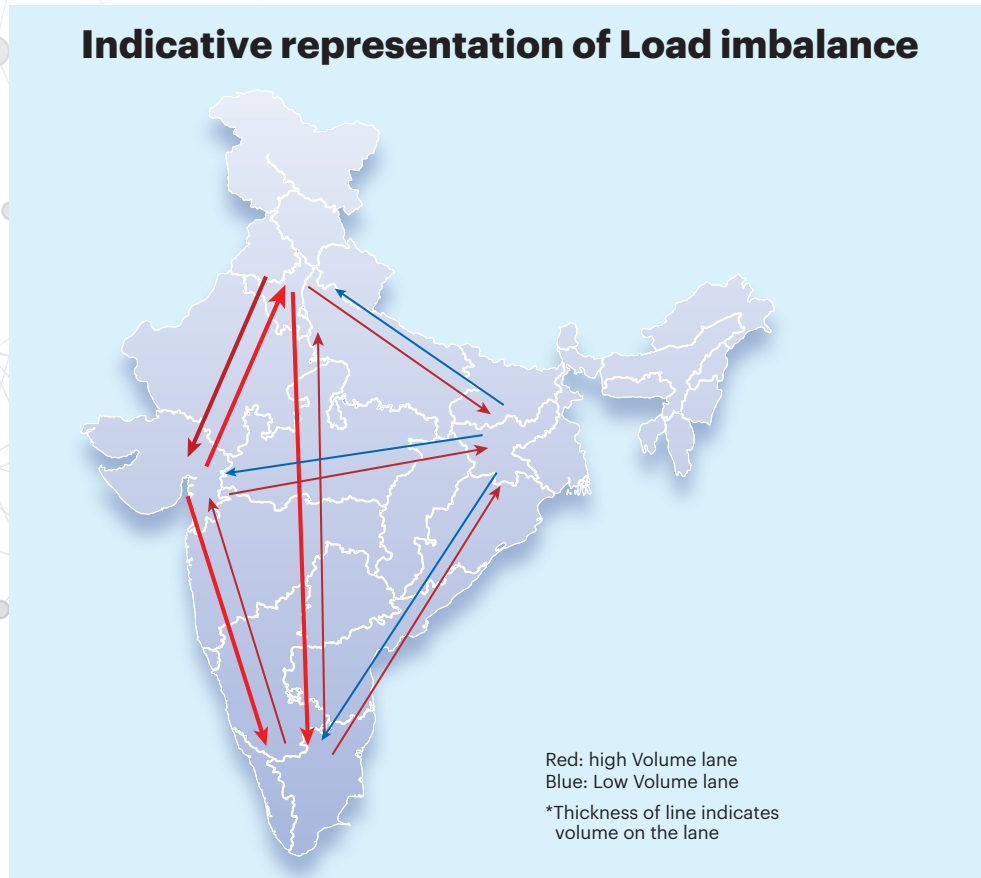 Indicative representation of Load imbalance
Red: high Volume lane
Blue: Low Volume lane
*Thickness of line indicates
volume on the lane